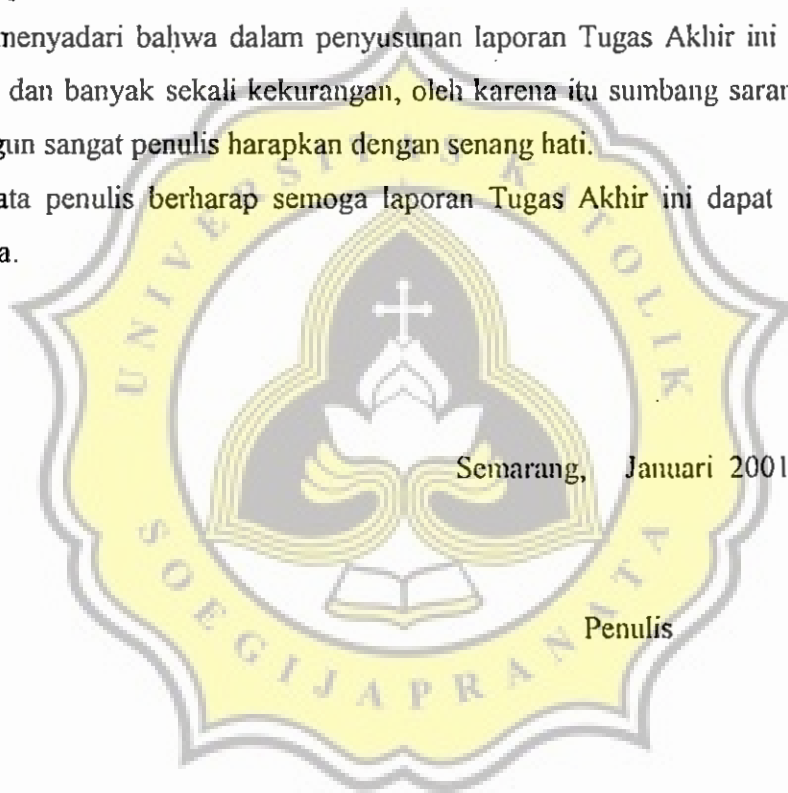 menyadari bahwa dalam penyusunan laporan Tugas Akhir ini
dan banyak sekali kekurangan, oleh karena itu sumbang saran
gun sangat penulis harapkan dengan senang hati.
ata penulis berharap semoga laporan Tugas Akhir ini dapat
a.
UNIVERSITAS KATOLIK
Semarang, Januari 2001
Penulis
SOEGIJAPRANATA